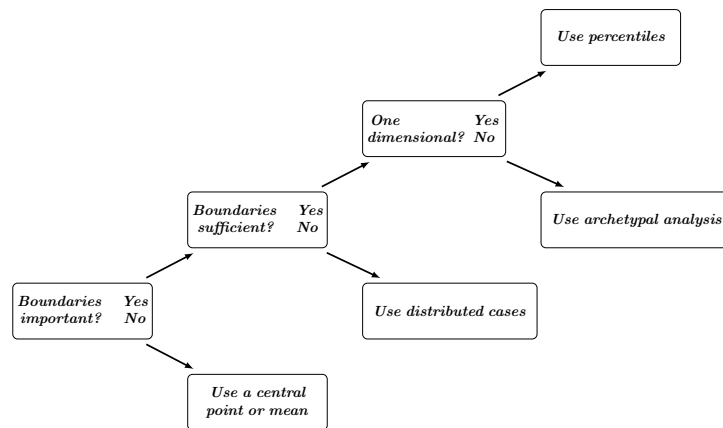 Use percentiles
One Yes
dimensional? No
Boundaries Yes
sufficient? No
Use archetypal analysis
Boundaries Yes
important? No
Use distributed cases
Use a central
point or mean